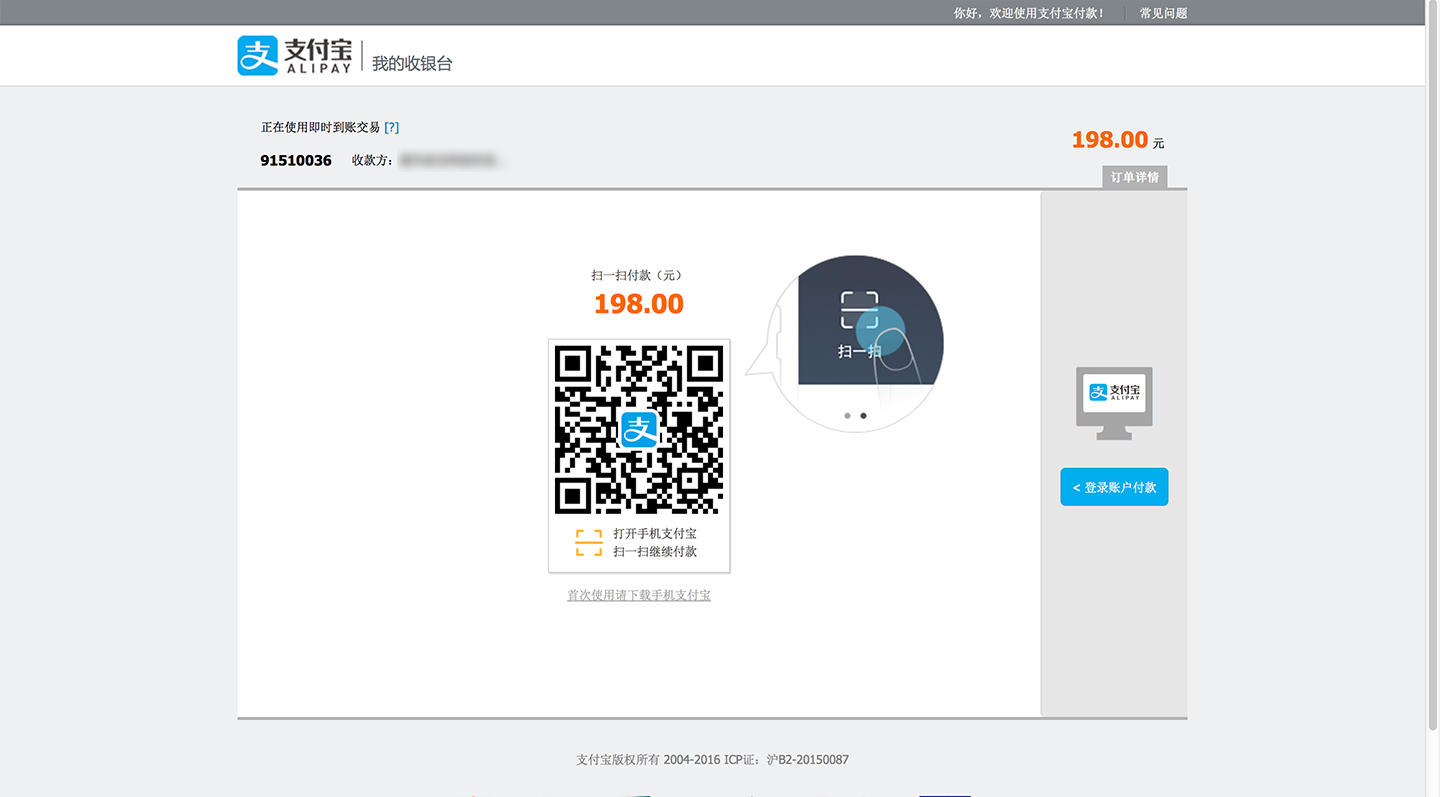 你好，欢迎使用支付宝付款！ 常见问题
支付宝 ALIPAY 我的收银台
正在使用即时到账交易 [?]
198.00 元
91510036 收款方：
订单详情
扫一扫付款（元）
198.00
扫一扫
支
支付宝
ALIPAY
< 登录账户付款
打开手机支付宝
扫一扫继续付款
首次使用请下载手机支付宝
支付宝版权所有 2004-2016 ICP证：沪B2-20150087